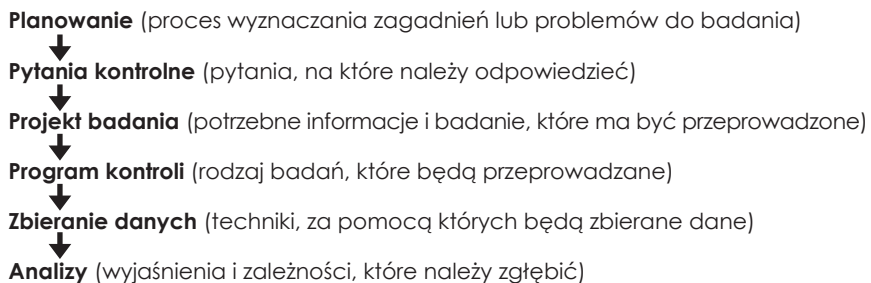 Planowanie (proces wyznaczania zagadnień lub problemów do badania)
Pytania kontrolne (pytania, na które należy odpowiedzieć)
Projekt badania (potrzebne informacje i badanie, które ma być przeprowadzone)
Program kontroli (rodzaj badań, które będą przeprowadzane)
Zbieranie danych (techniki, za pomocą których będą zbierane dane)
Analizy (wyjaśnienia i zależności, które należy zgłębić)